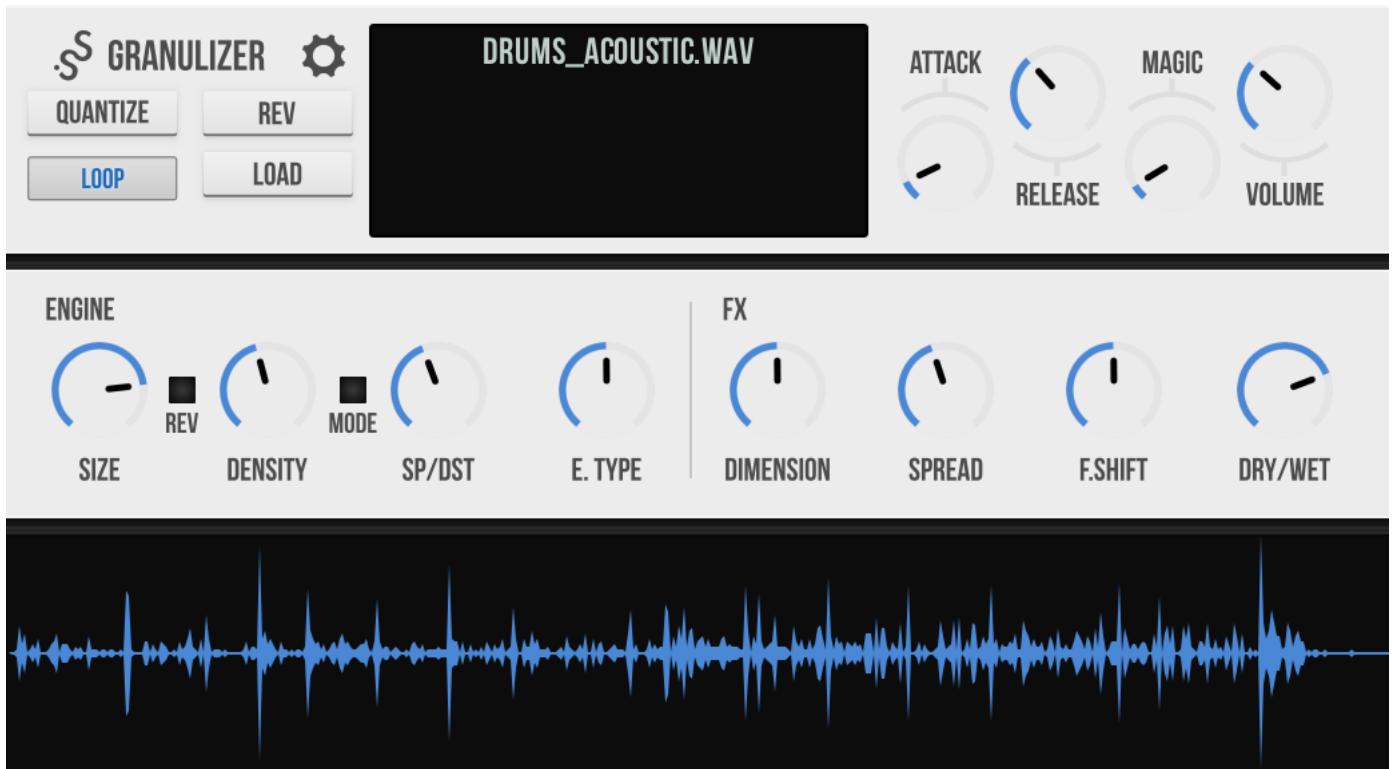 GRANULIZER
DRUMS_ACOUSTIC.WAV
ATTACK
MAGIC
QUANTIZE
REV
LOOP
LOAD
RELEASE
VOLUME
ENGINE
FX
REV
MODE
SIZE
DENSITY
SP/DST
E. TYPE
DIMENSION
SPREAD
F.SHIFT
DRY/WET